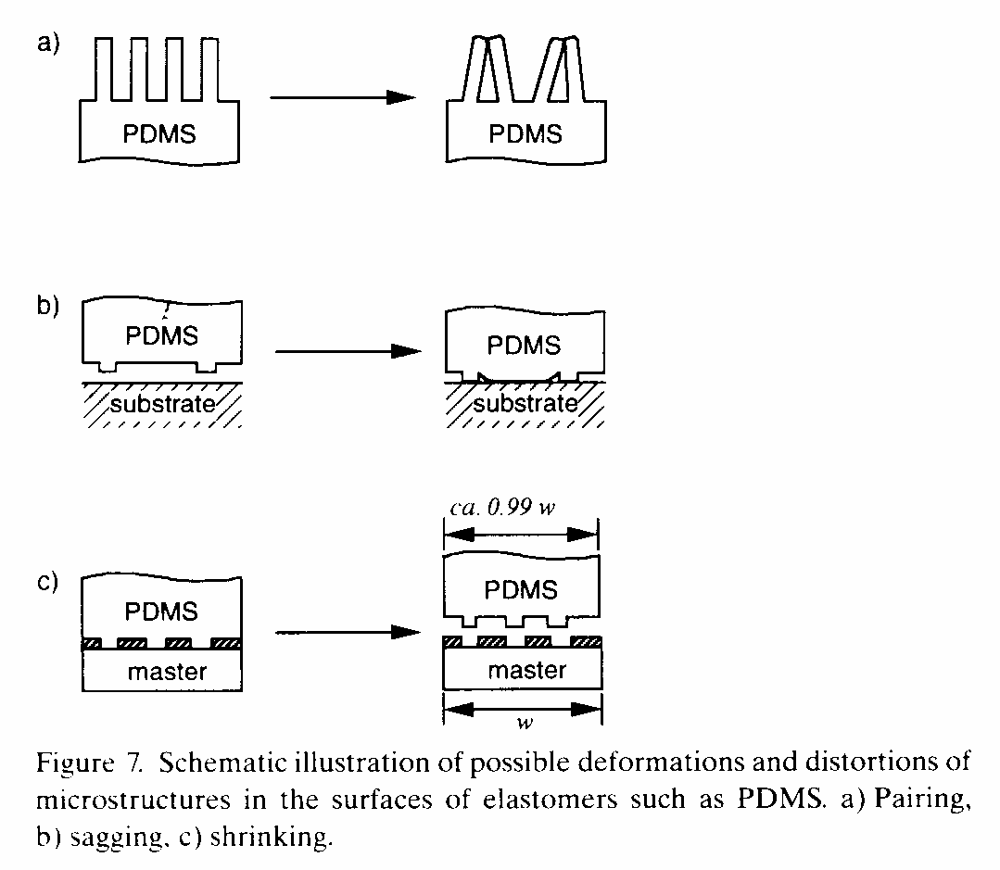 a)
PDMS
PDMS
b)
PDMS
PDMS
substrate
substrate
ca. 0.99 w
c)
PDMS
PDMS
master
master
w
Figure 7. Schematic illustration of possible deformations and distortions of
microstructures in the surfaces of elastomers such as PDMS. a) Pairing,
b) sagging, c) shrinking.